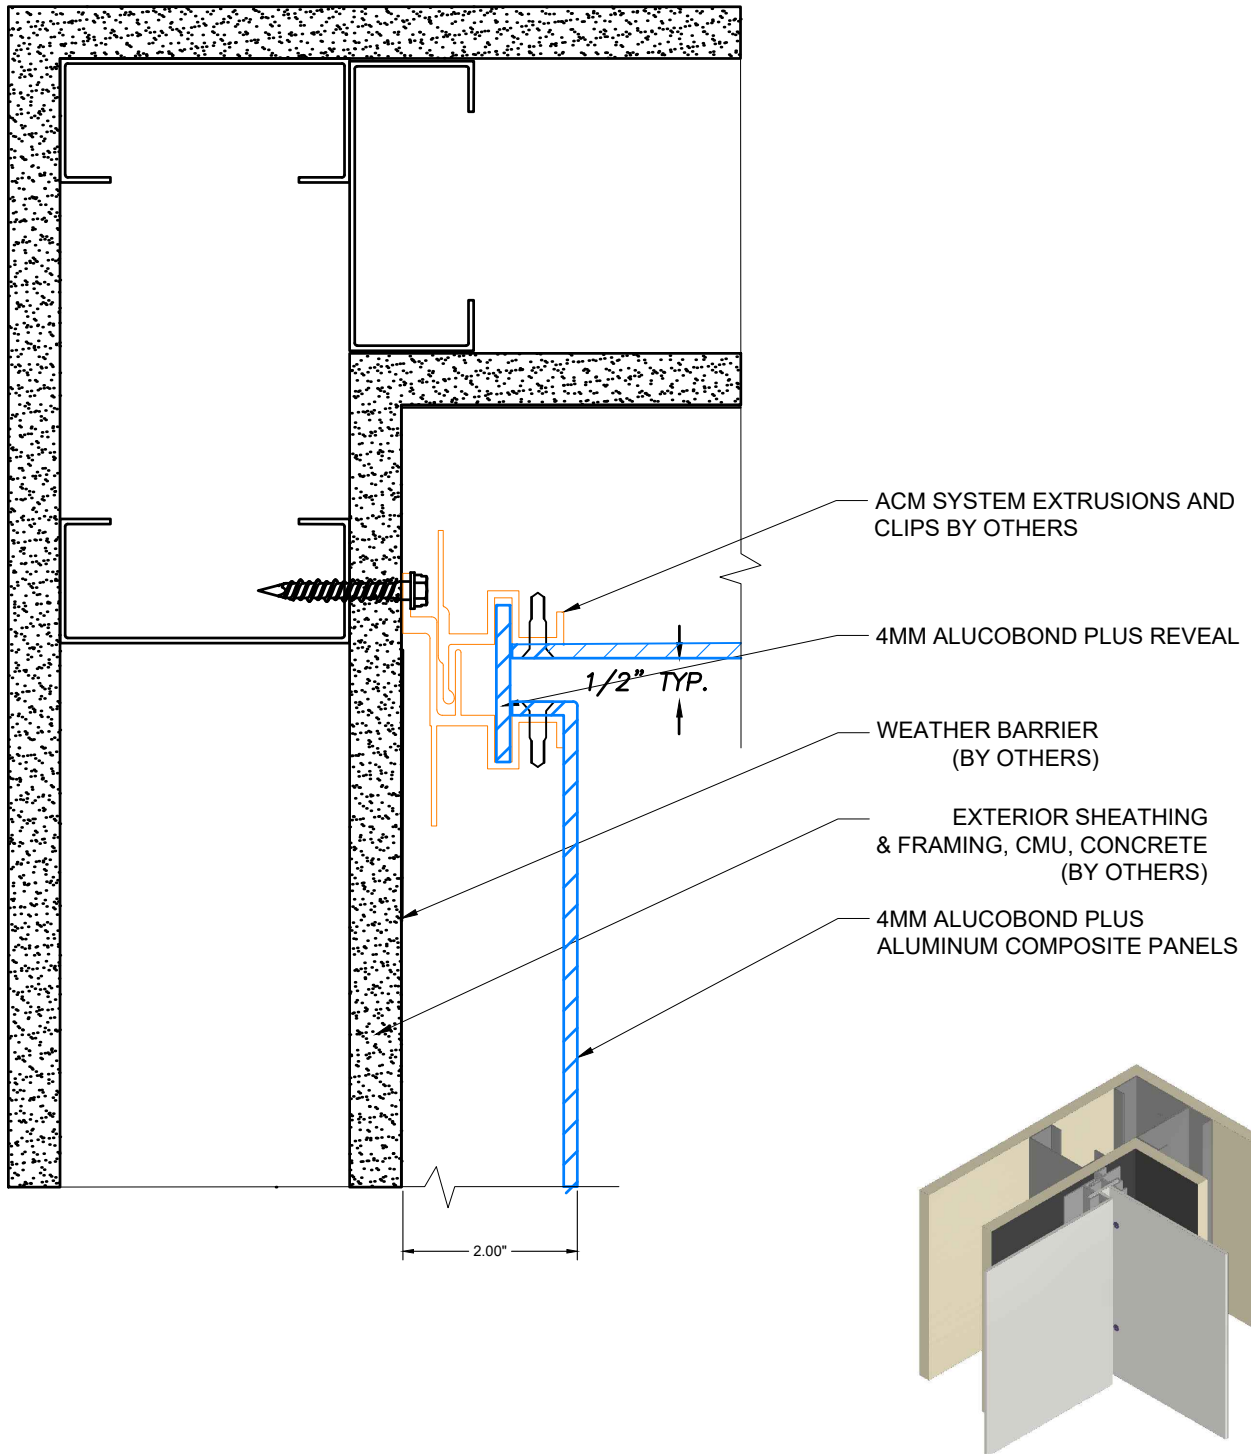 ACM SYSTEM EXTRUSIONS AND
CLIPS BY OTHERS
4MM ALUCOBOND PLUS REVEAL
1/2" TYP.
WEATHER BARRIER
(BY OTHERS)
EXTERIOR SHEATHING
& FRAMING, CMU, CONCRETE
(BY OTHERS)
4MM ALUCOBOND PLUS
ALUMINUM COMPOSITE PANELS
2.00"